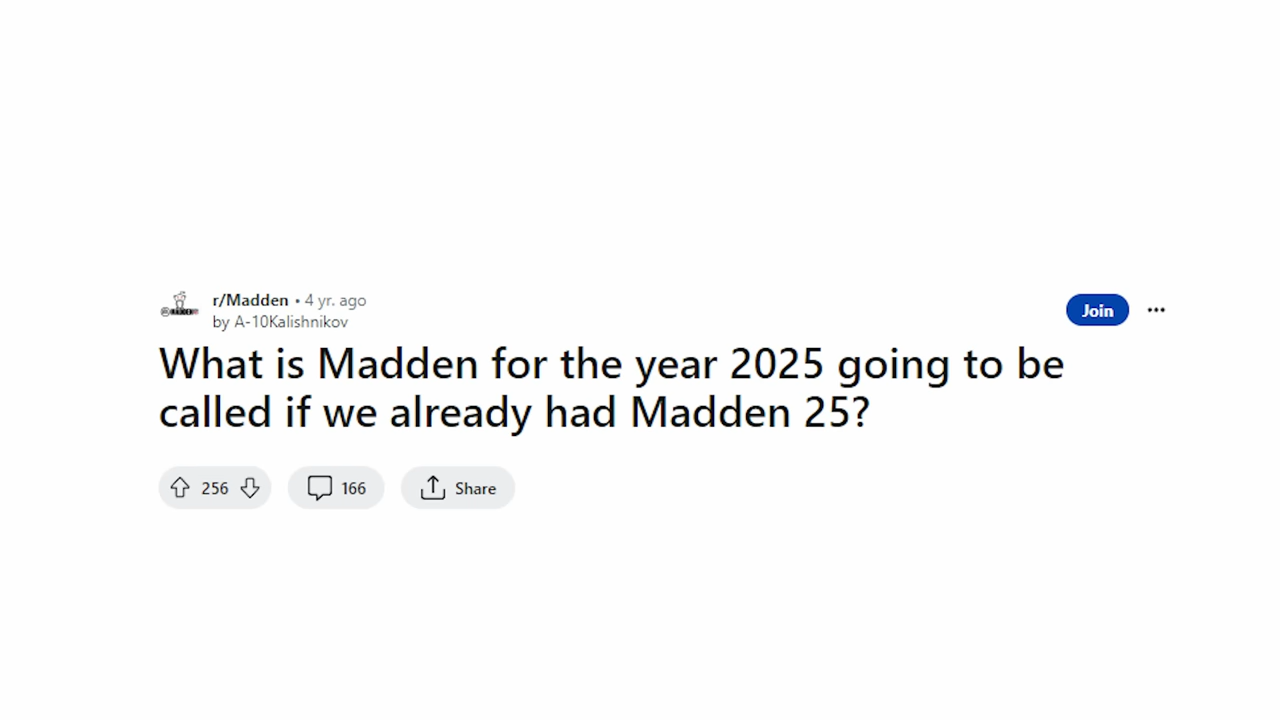 r/Madden • 4 yr. ago
by A-10Kalishnikov
Join
What is Madden for the year 2025 going to be
called if we already had Madden 25?
256
166
Share